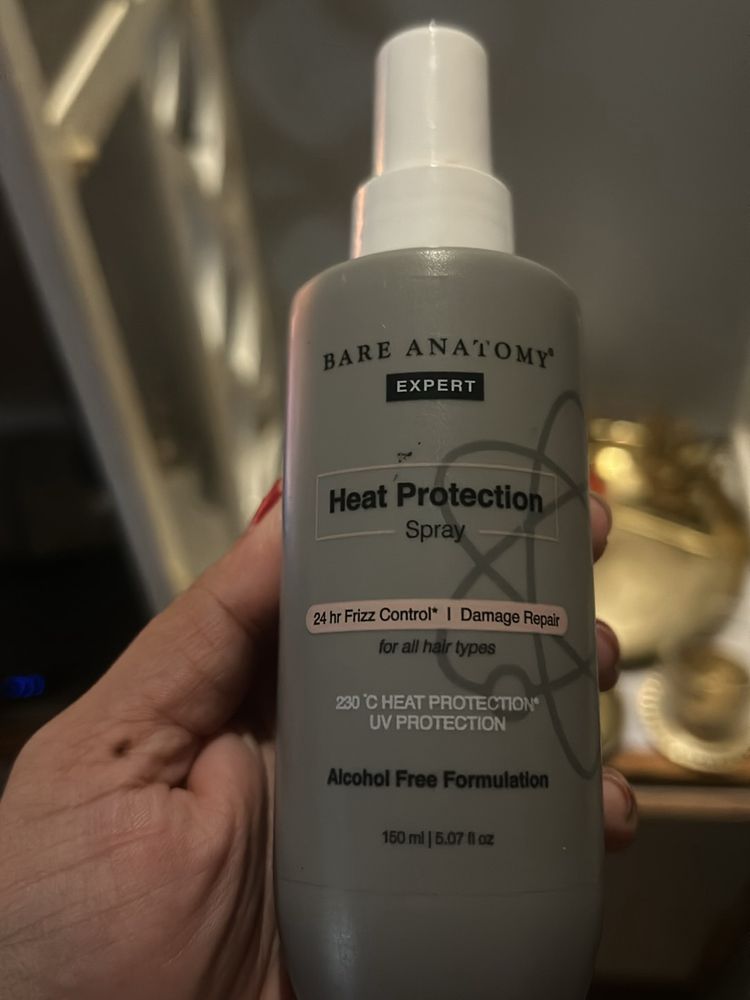 BARE ANATOMY®
EXPERT
Heat Protection
Spray
24 hr Frizz Control* | Damage Repair
for all hair types
230 °C HEAT PROTECTION*
UV PROTECTION
Alcohol Free Formulation
150 ml | 5.07 fl oz